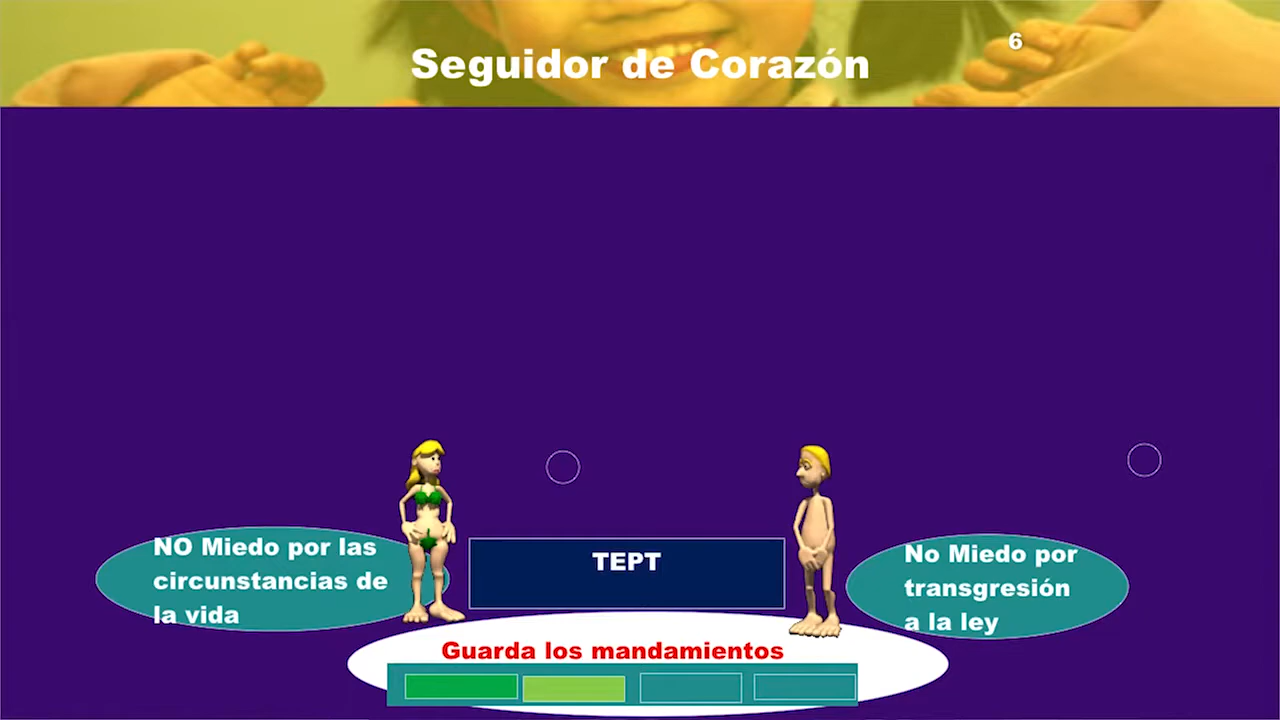 Seguidor de Corazón
6
NO Miedo por las
circunstancias de
la vida
TEPT
No Miedo por
transgresión
a la ley
Guarda los mandamientos